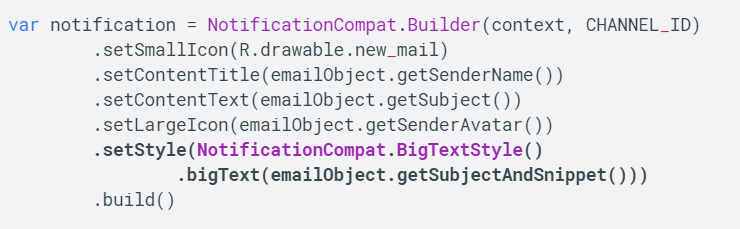 var notification = NotificationCompat.Builder(context, CHANNEL_ID)
        .setSmallIcon(R.drawable.new_mail)
        .setContentTitle(emailObject.getSenderName())
        .setContentText(emailObject.getSubject())
        .setLargeIcon(emailObject.getSenderAvatar())
        .setStyle(NotificationCompat.BigTextStyle()
                .bigText(emailObject.getSubjectAndSnippet()))
        .build()